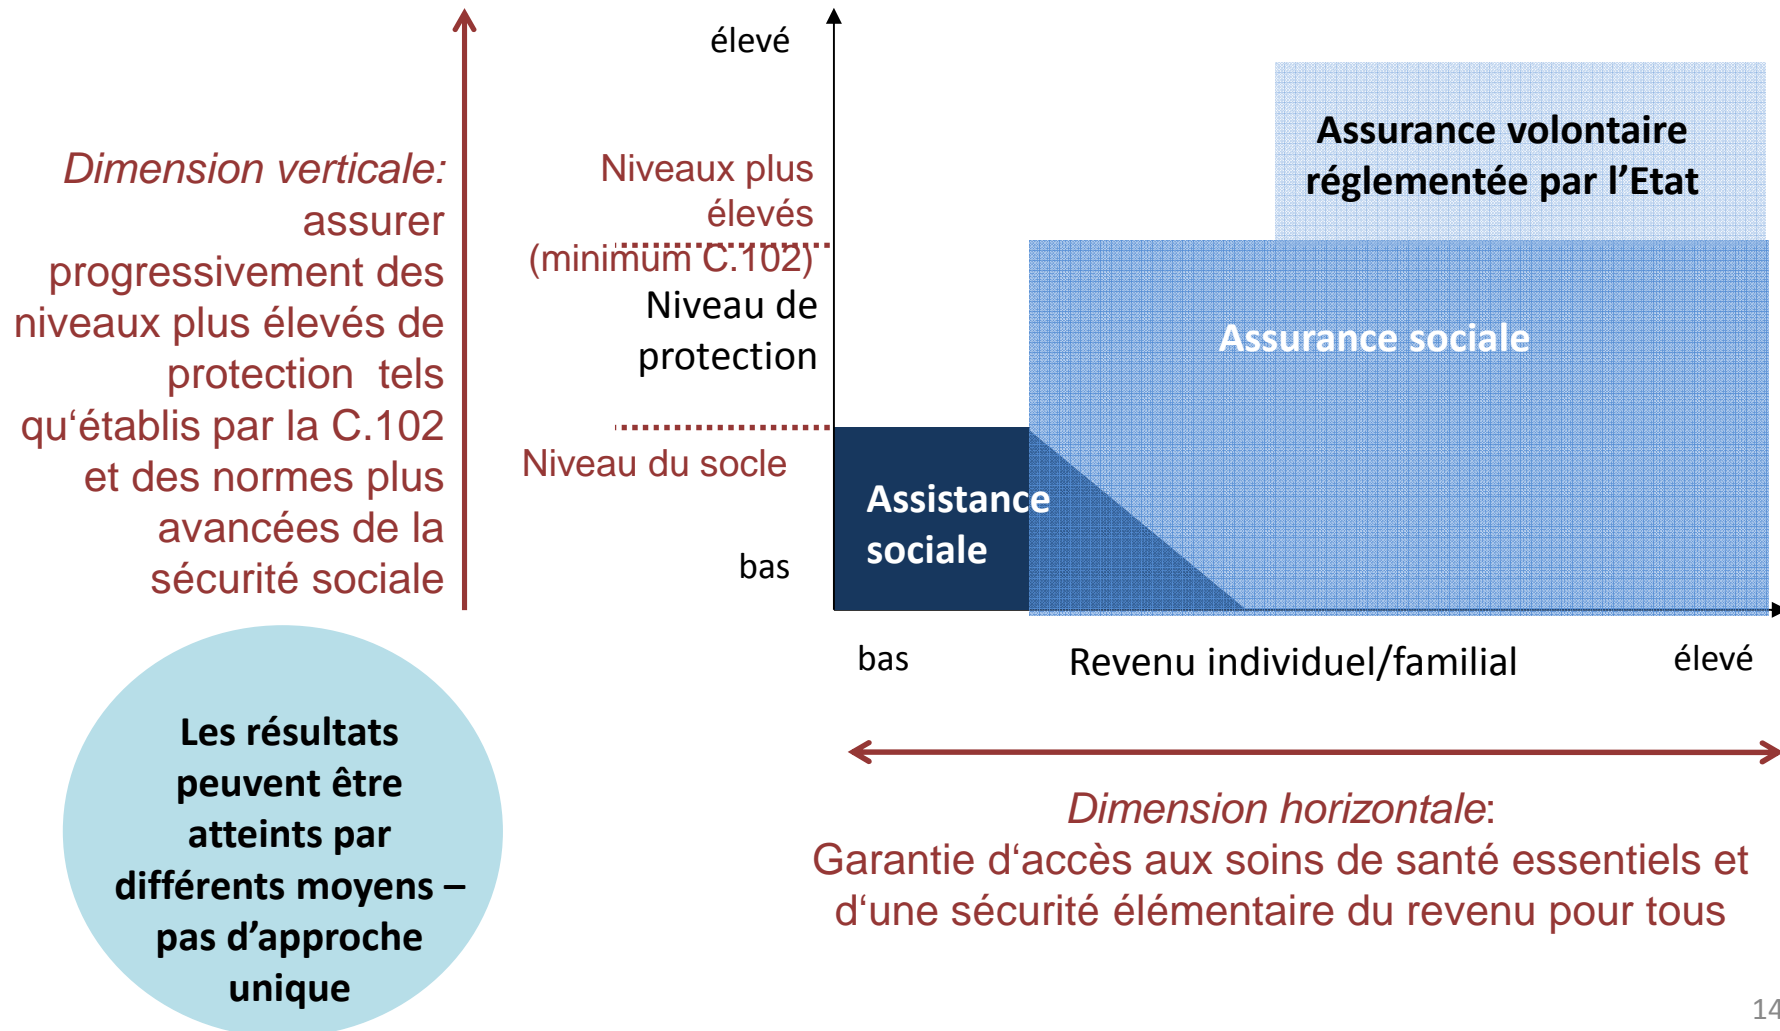 Dimension verticale:
assurer
progressivement des
niveaux plus élevés de
protection  tels
qu‘établis par la C.102
et des normes plus
avancées de la
sécurité sociale
élevé
Niveaux plus
élevés
(minimum C.102)
Niveau de
protection
Niveau du socle
bas
Assurance volontaire
réglementée par l’Etat
Assurance sociale
Assistance
sociale
bas
Revenu individuel/familial
élevé
Dimension horizontale:
Garantie d‘accès aux soins de santé essentiels et
d‘une sécurité élémentaire du revenu pour tous
Les résultats
peuvent être
atteints par
différents moyens –
pas d’approche
unique
14